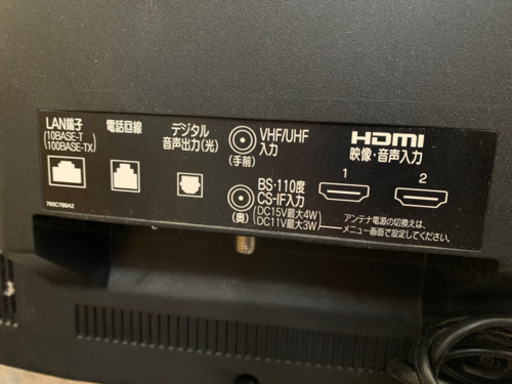 LAN端子
(10BASE-T
100BASE-TX)
電話回線
デジタル
音声出力(光)
VHF/UHF
入力
(手前)
BS・110度
CS-IF入力
(DC15V最大4W
DC11V最大3W)
(奥)
HDMI
映像・音声入力
1
2
アンテナ電源の切換えは、
メニュー画面で設定してください。